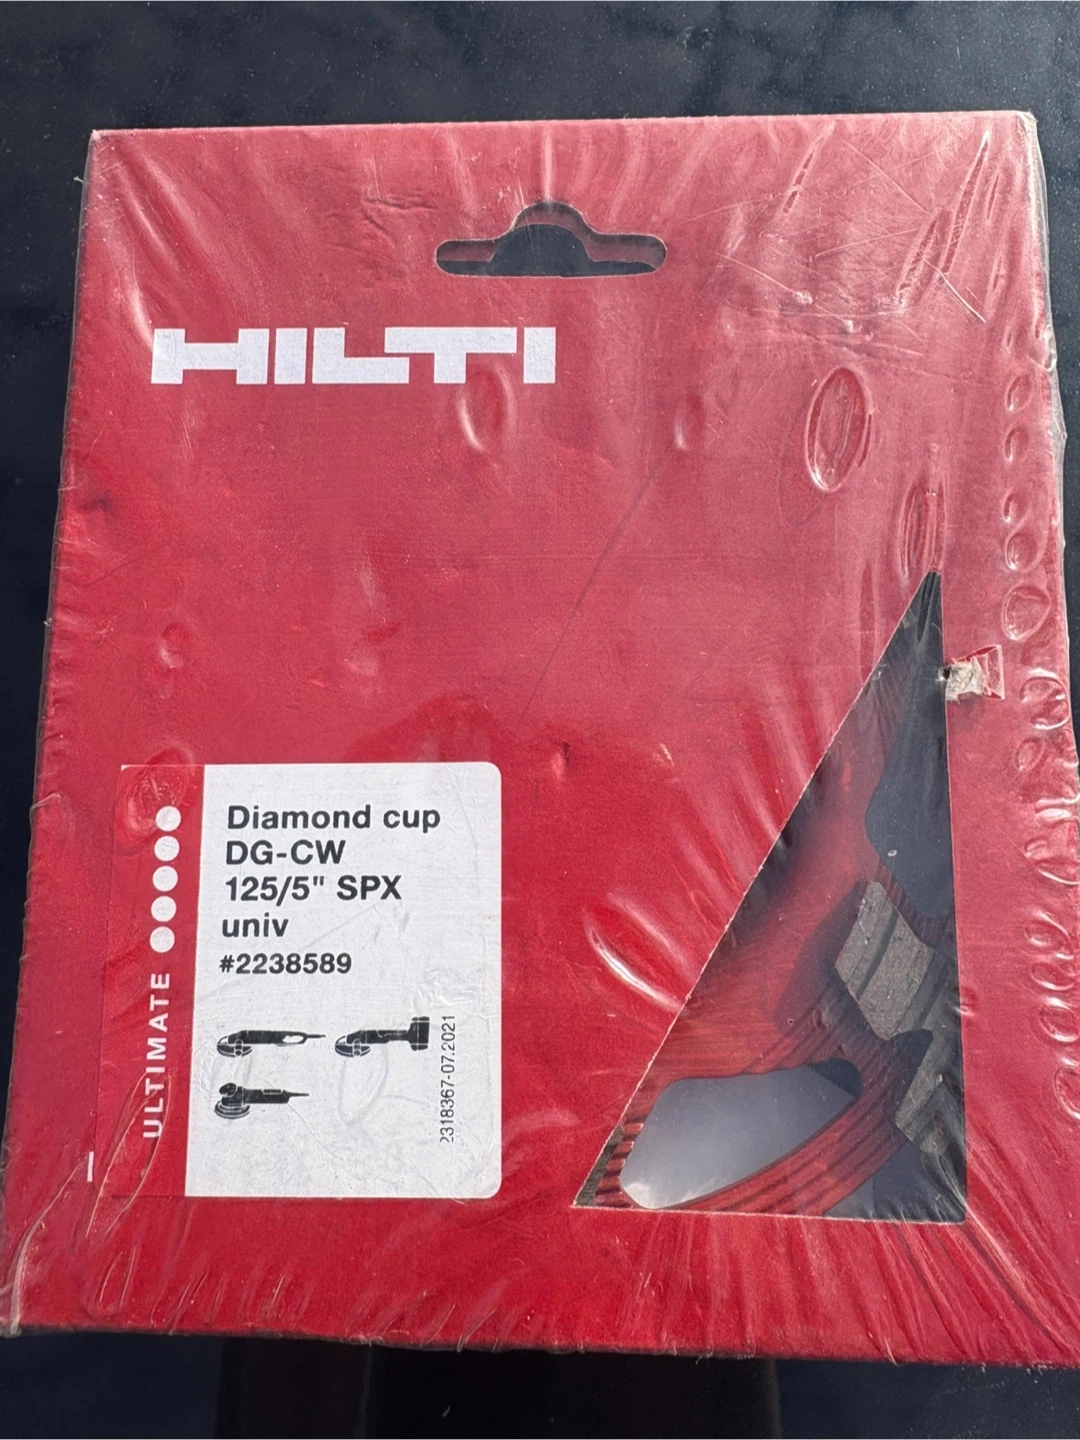 HILTI
Diamond cup
DG-CW
125/5" SPX
univ
#2238589
ULTIMATE
2318367-07.2021